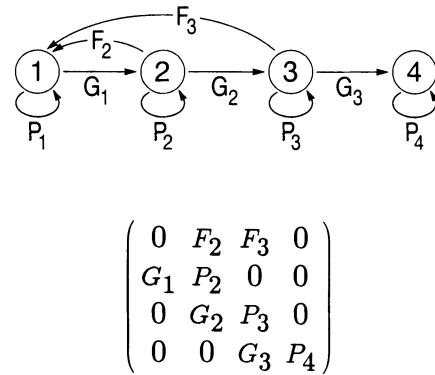 F₃
F₂
1 2 3 4
G₁ G₂ G₃
P₁ P₂ P₃ P₄
0 F₂ F₃ 0
G₁ P₂ 0 0
0 G₂ P₃ 0
0 0 G₃ P₄